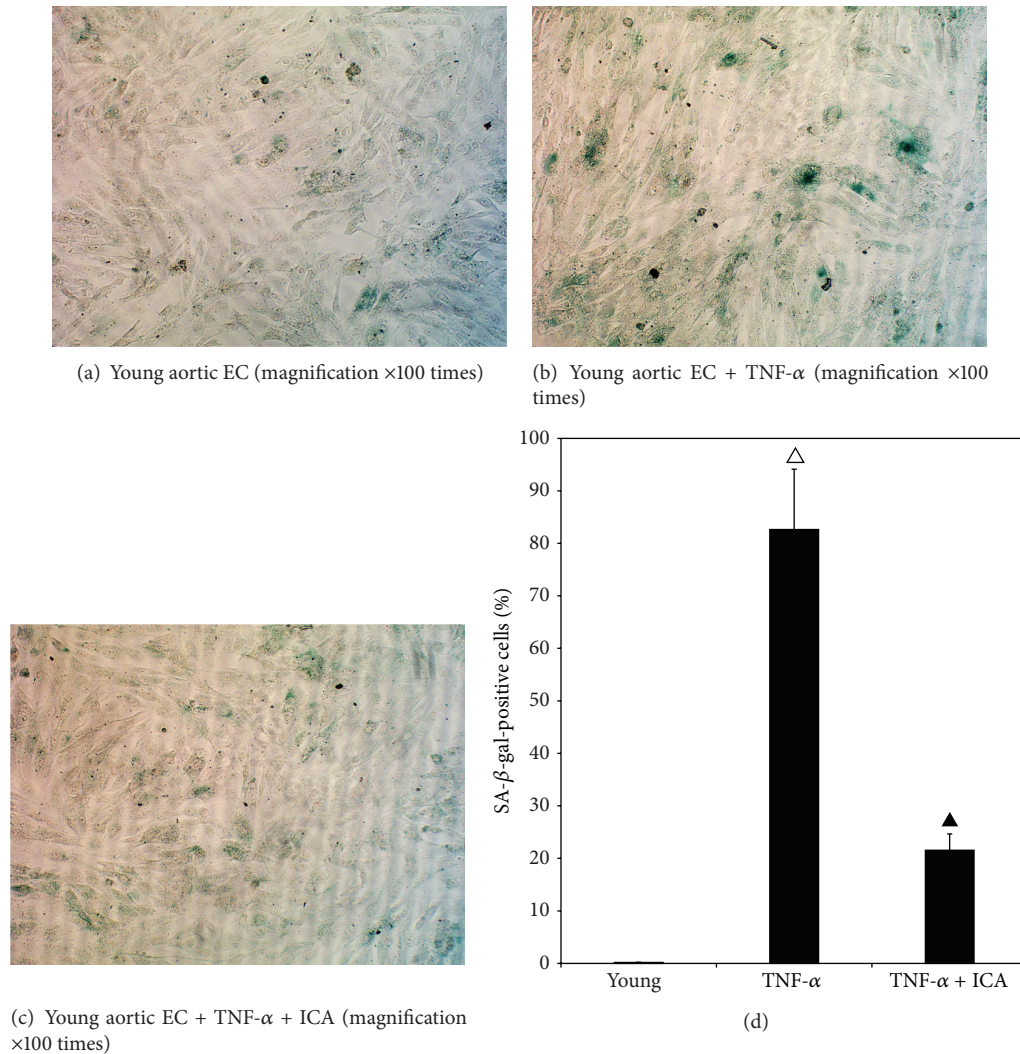 (a) Young aortic EC (magnification ×100 times)
(b) Young aortic EC + TNF-α (magnification ×100
times)
(c) Young aortic EC + TNF-α + ICA (magnification
×100 times)
100
90
80
70
60
50
40
30
20
10
0
SA-β-gal-positive cells (%)
Young
TNF-α
TNF-α + ICA
(d)